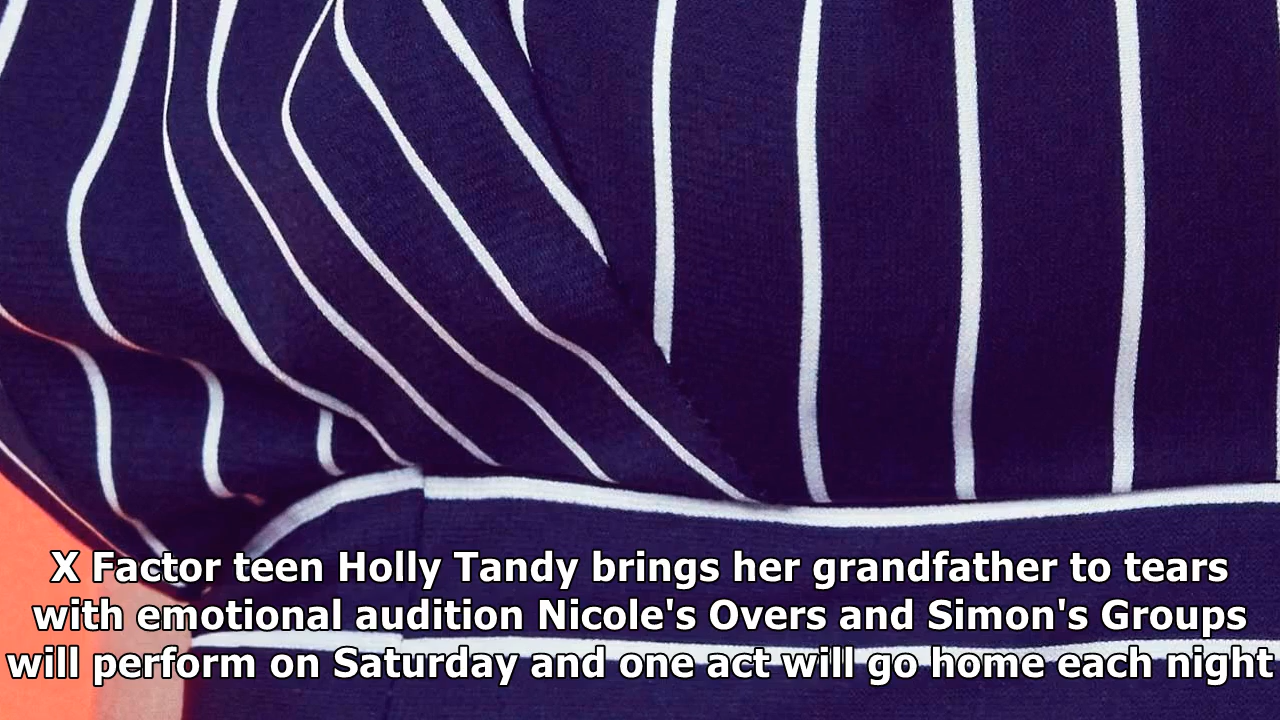 X Factor teen Holly Tandy brings her grandfather to tears
with emotional audition Nicole's Overs and Simon's Groups
will perform on Saturday and one act will go home each night